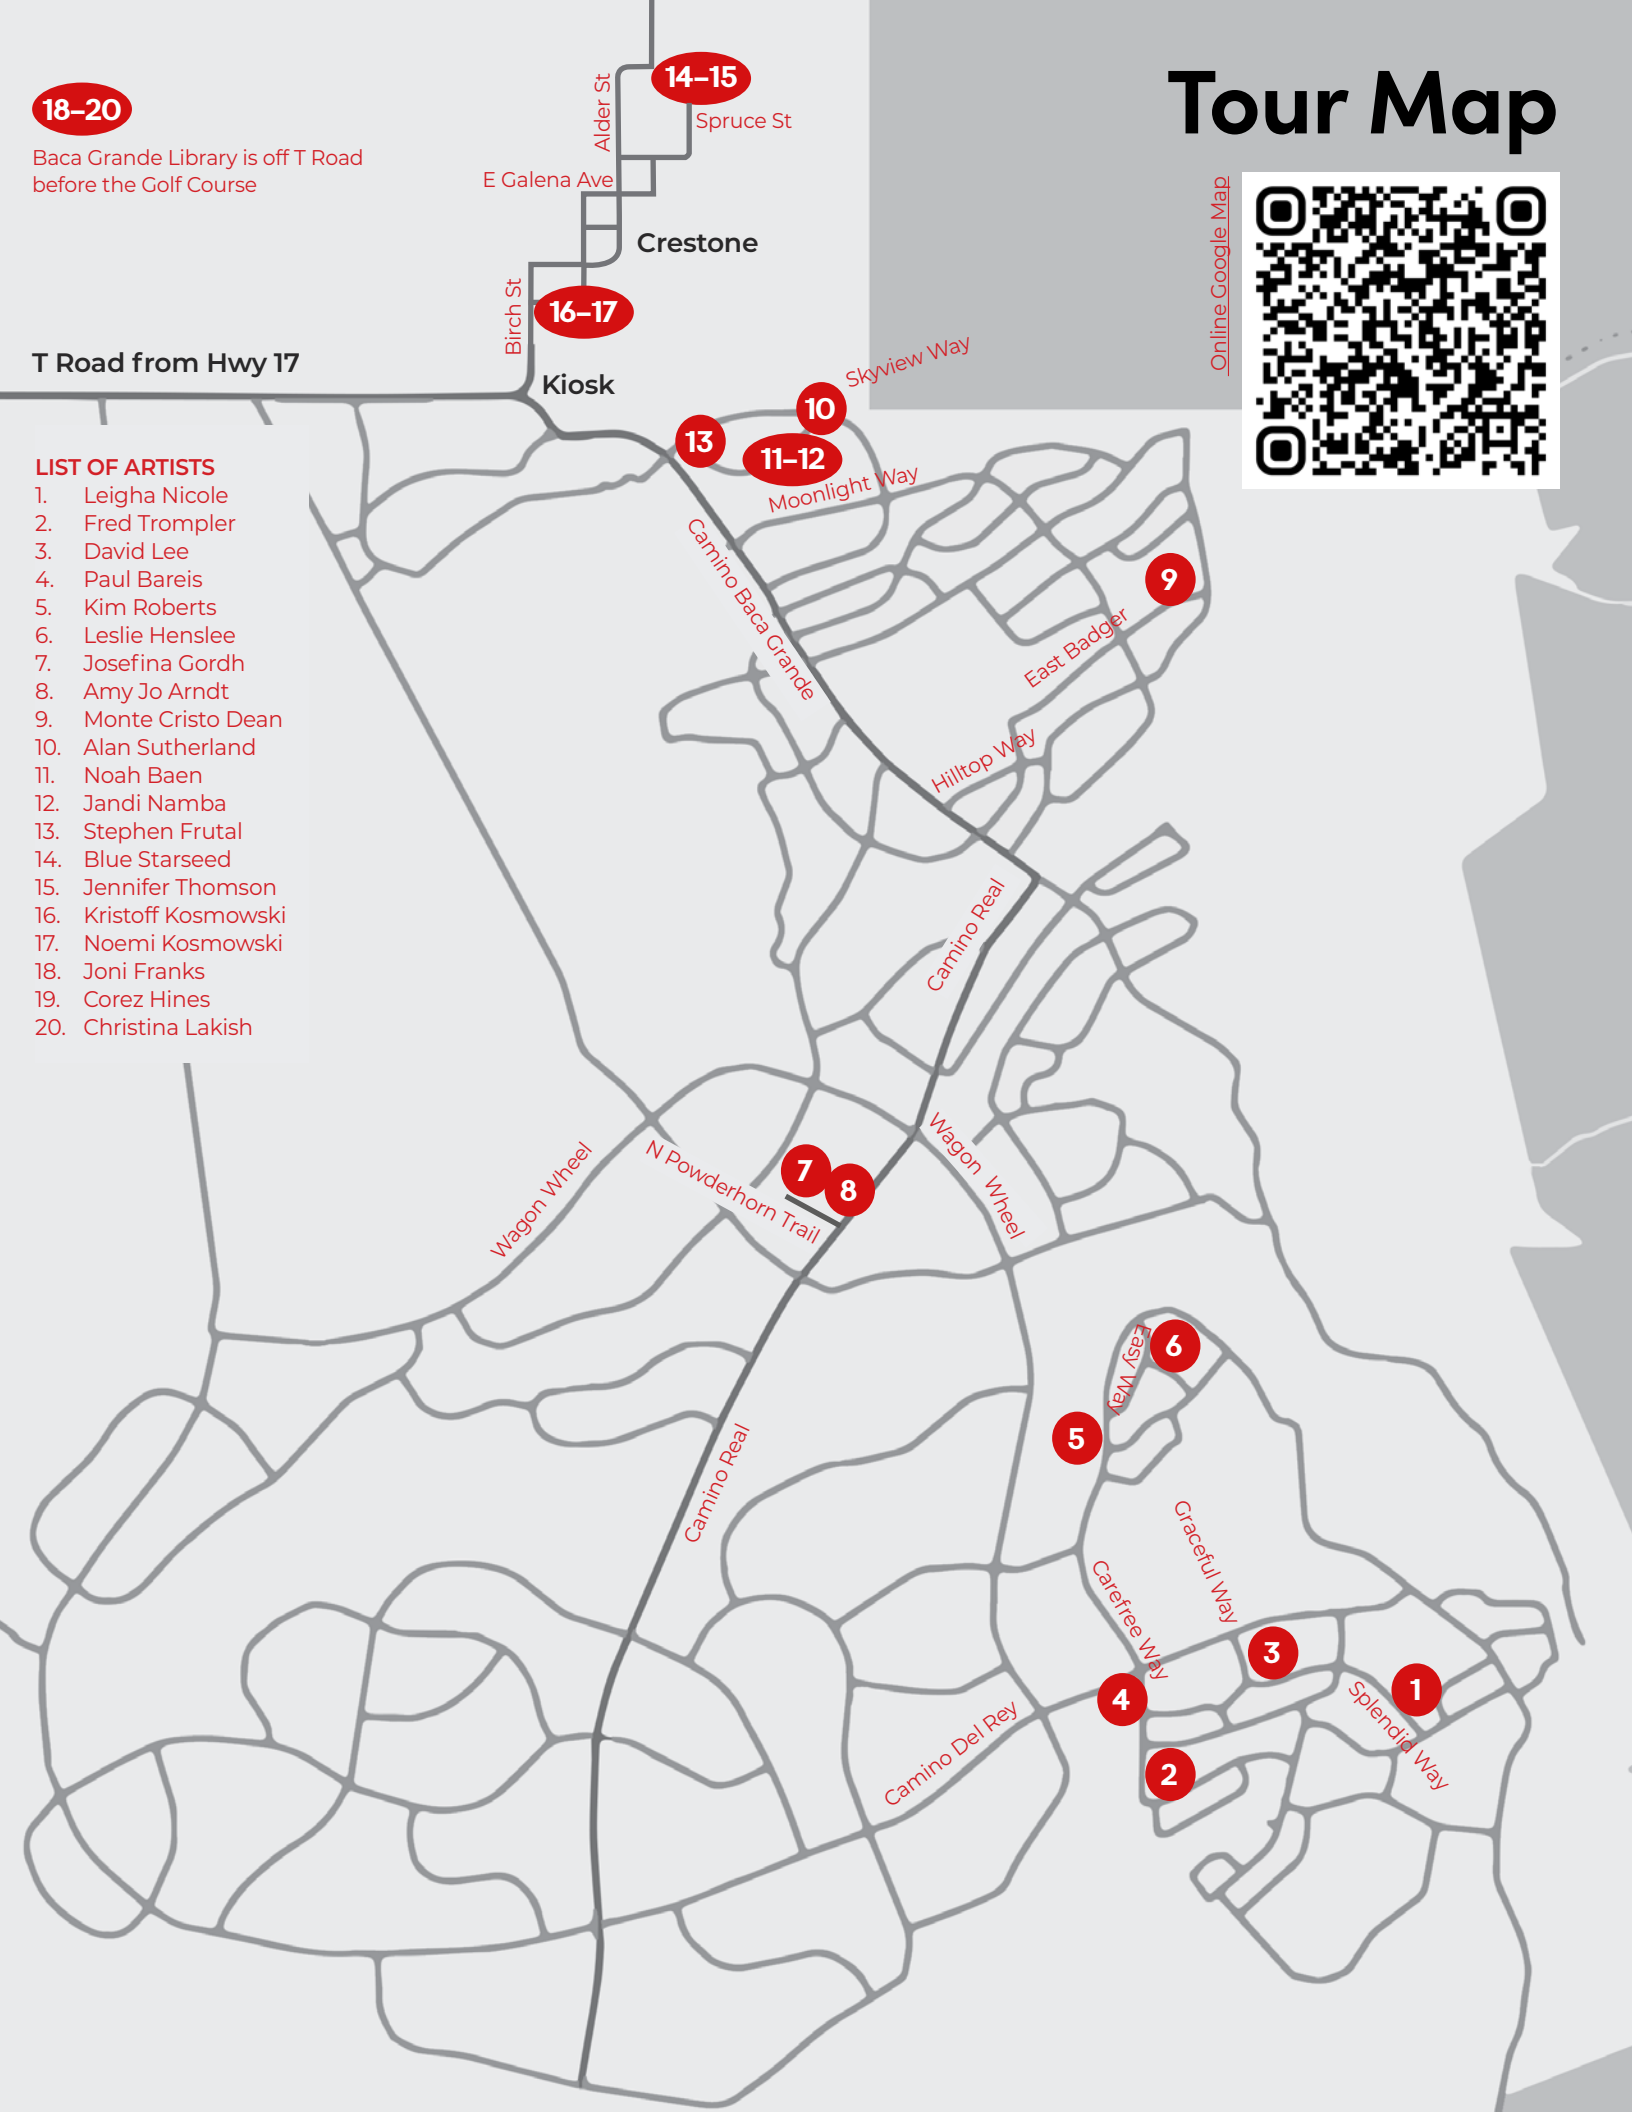 Tour Map
Online Google Map
18–20
Baca Grande Library is off T Road
before the Golf Course
14–15
Alder St
Spruce St
E Galena Ave
Crestone
Birch St
16–17
T Road from Hwy 17
Kiosk
Skyview Way
10
13
11–12
Moonlight Way
LIST OF ARTISTS
1. Leigha Nicole
2. Fred Trompler
3. David Lee
4. Paul Bareis
5. Kim Roberts
6. Leslie Henslee
7. Josefina Gordh
8. Amy Jo Arndt
9. Monte Cristo Dean
10. Alan Sutherland
11. Noah Baen
12. Jandi Namba
13. Stephen Frutal
14. Blue Starseed
15. Jennifer Thomson
16. Kristoff Kosmowski
17. Noemi Kosmowski
18. Joni Franks
19. Corez Hines
20. Christina Lakish
Camino Baca Grande
9
East Badger
Hilltop Way
Camino Real
Wagon Wheel
N Powderhorn Trail
7
8
Wagon Wheel
Easy Way
6
5
Camino Real
Graceful Way
Carefree Way
3
4
1
Splendid Way
Camino Del Rey
2